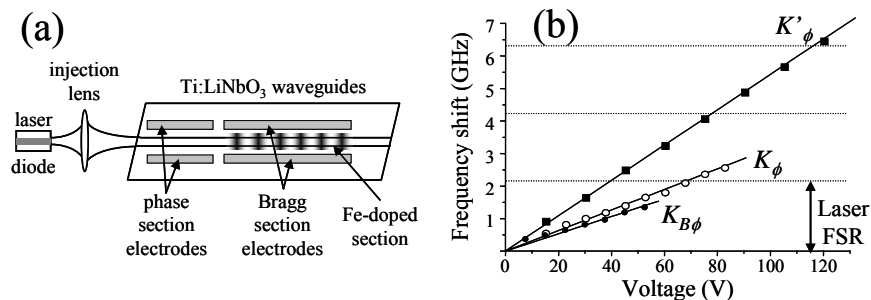 (a)
injection
lens
Ti:LiNbO₃ waveguides
laser
diode
phase
section
electrodes
Bragg
section
electrodes
Fe-doped
section
(b)
Frequency shift (GHz)
7
6
5
4
3
2
1
K'ϕ
Kϕ
KBϕ
Laser
FSR
0 20 40 60 80 100 120
Voltage (V)